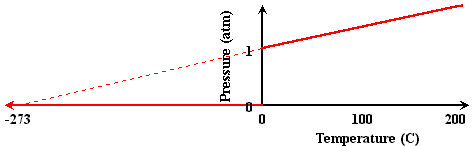 Pressure (atm)
1
0
-273 0 100 200
Temperature (C)